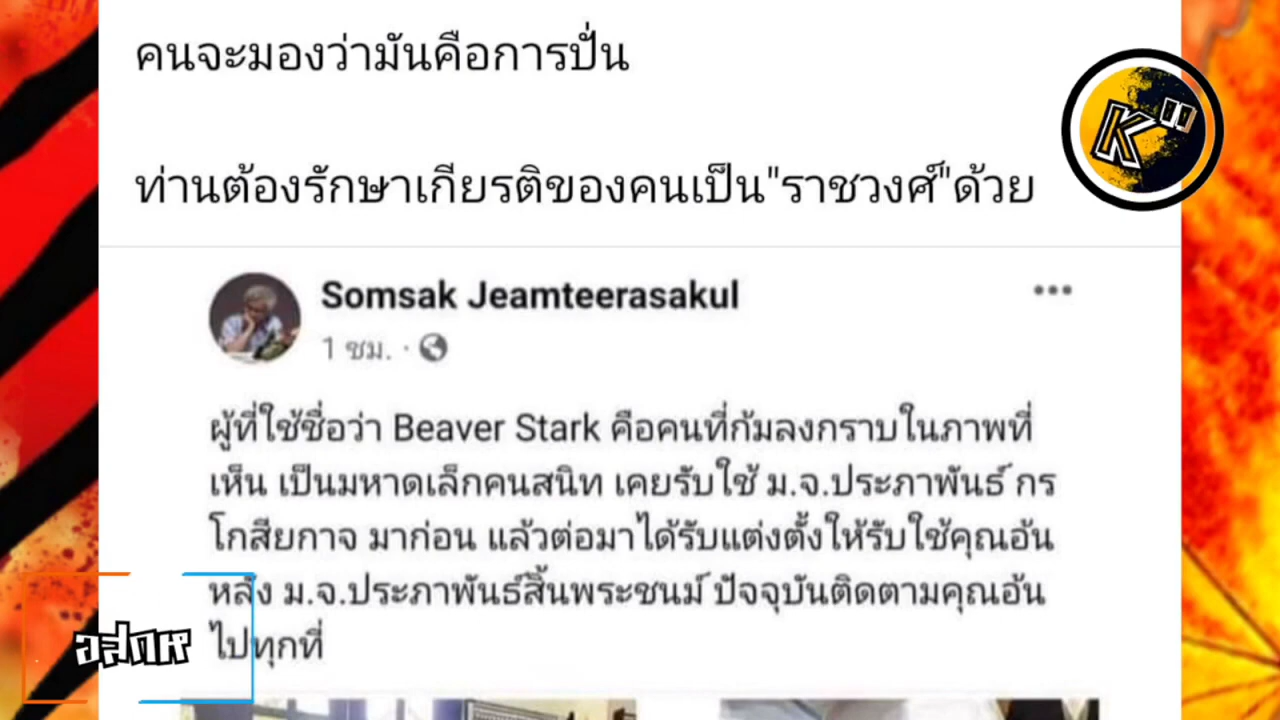 คนจะมองว่ามันคือการปั่น
K"
ท่านต้องรักษาเกียรติของคนเป็น"ราชวงศ์"ด้วย
Somsak Jeamteerasakul
1 ชม. ·
ผู้ที่ใช้ชื่อว่า Beaver Stark คือคนที่ก้มลงกราบในภาพที่
เห็น เป็นมหาดเล็กคนสนิท เคยรับใช้ ม.จ.ประภาพันธ์ กร
โกสียกาจ มาก่อน แล้วต่อมาได้รับแต่งตั้งให้รับใช้คุณอ้น
หลัง ม.จ.ประภาพันธ์สิ้นพระชนม์ ปัจจุบันติดตามคุณอ้น
ไปทุกที่
อสกห